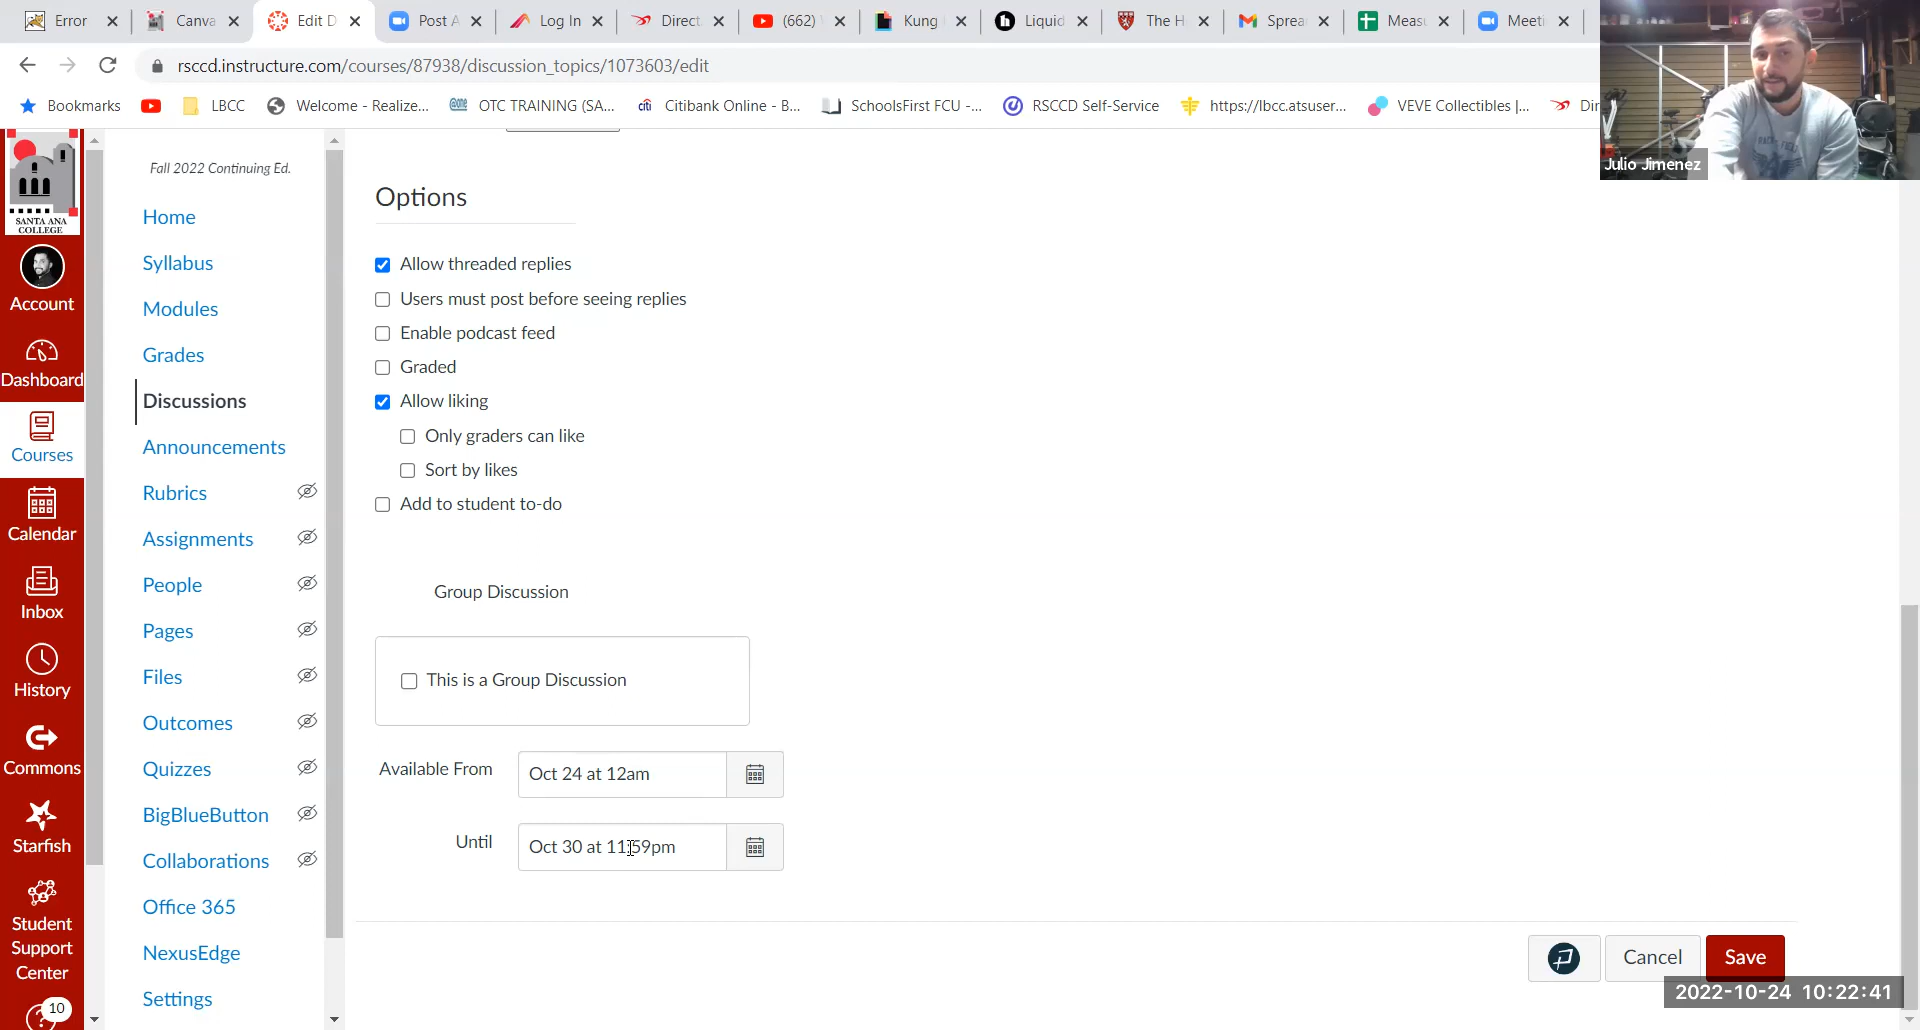 Error
Canva
Edit D
Post A
Log In
Direct
(662)
Kung
Liquid
The H
Sprea
Meas
Meeti
rsccd.instructure.com/courses/87938/discussion_topics/1073603/edit
Bookmarks
LBCC
Welcome - Realize...
OTC TRAINING (SA...
citi Citibank Online - B...
SchoolsFirst FCU -...
RSCCD Self-Service
https://lbcc.atsuser...
VEVE Collectibles |...
Dir
Julio Jimenez
SANTA ANA
COLLEGE
Account
Dashboard
Courses
Calendar
Inbox
History
Commons
Starfish
Student
Support
Center
10
Fall 2022 Continuing Ed.
Home
Syllabus
Modules
Grades
Discussions
Announcements
Rubrics
Assignments
People
Pages
Files
Outcomes
Quizzes
BigBlueButton
Collaborations
Office 365
NexusEdge
Settings
Options
Allow threaded replies
Users must post before seeing replies
Enable podcast feed
Graded
Allow liking
Only graders can like
Sort by likes
Add to student to-do
Group Discussion
This is a Group Discussion
Available From Oct 24 at 12am
Until Oct 30 at 11:59pm
Cancel
Save
2022-10-24 10:22:41